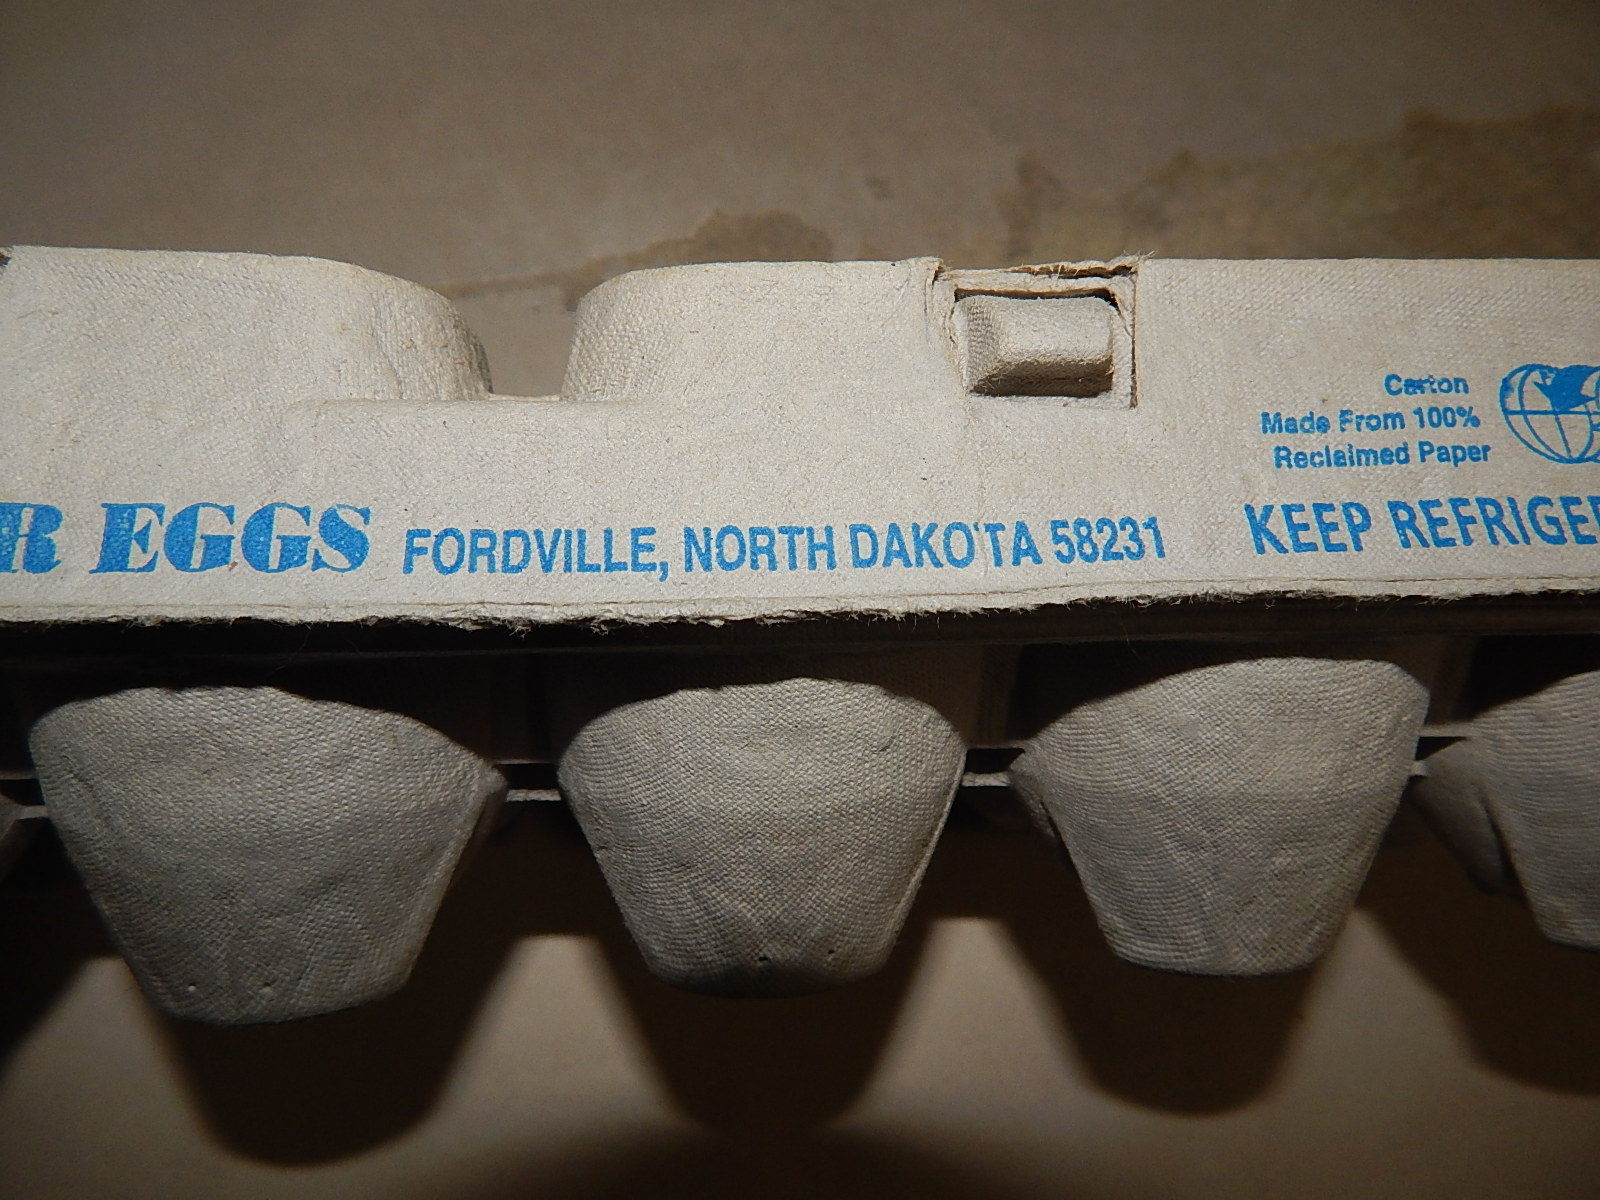 Carton
Made From 100%
Reclaimed Paper
R EGGS FORDVILLE, NORTH DAKOTA 58231 KEEP REFRIGE